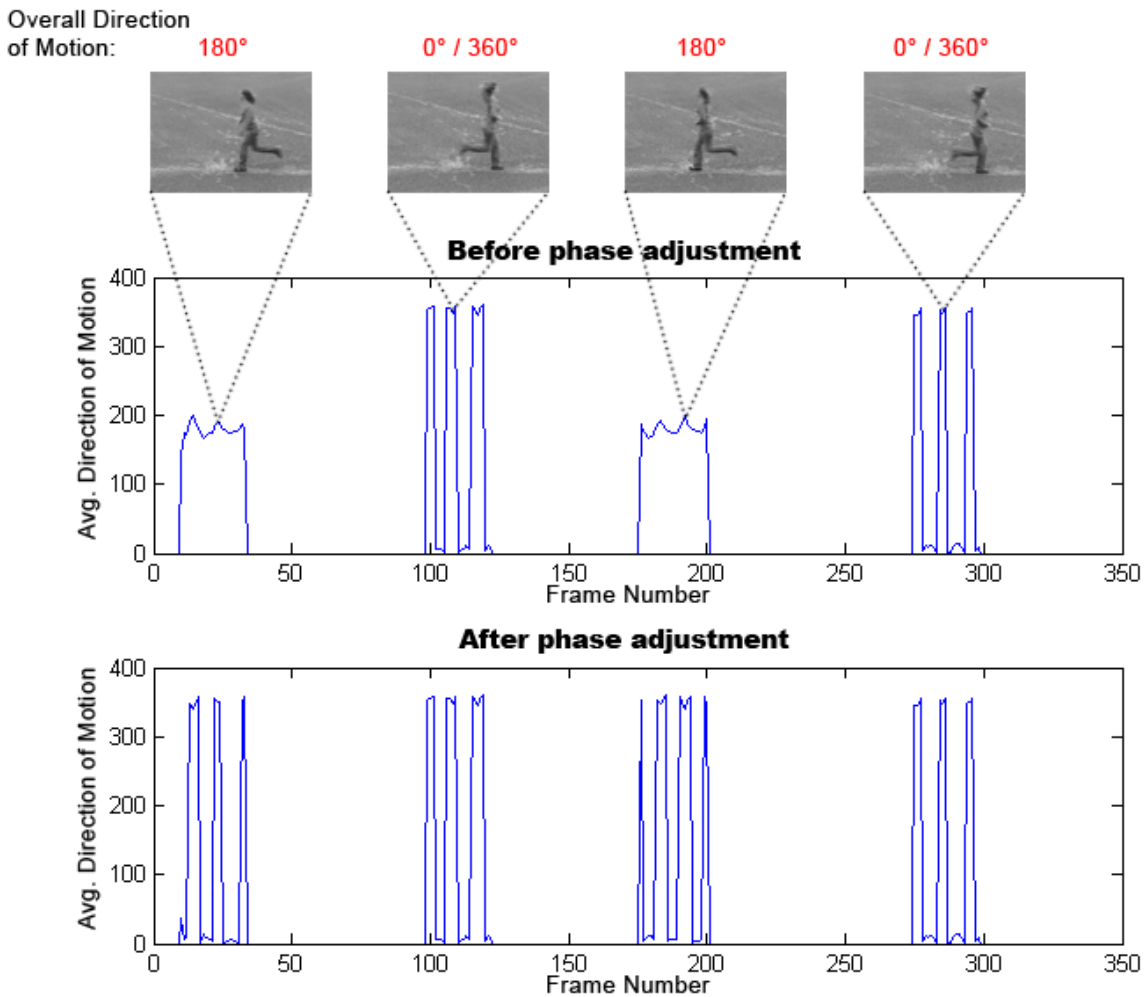 Overall Direction
of Motion: 180° 0° / 360° 180° 0° / 360°
Before phase adjustment
400
300
200
100
0
Avg. Direction of Motion
0 50 100 150 200 250 300 350
Frame Number
After phase adjustment
400
300
200
100
0
Avg. Direction of Motion
0 50 100 150 200 250 300 350
Frame Number